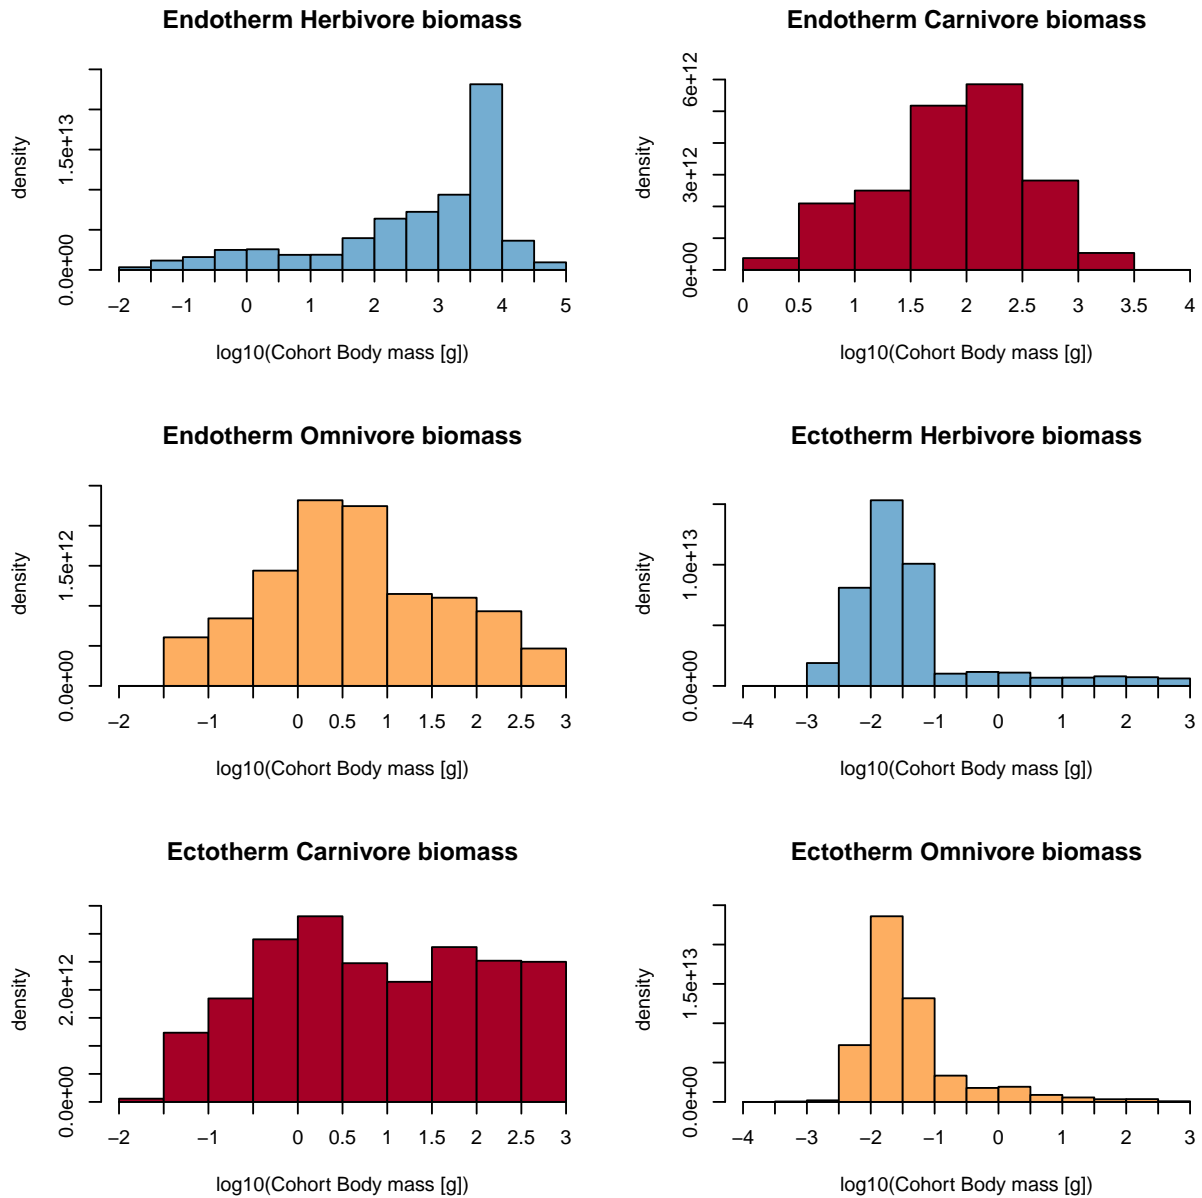 Endotherm Herbivore biomass
density
0.0e+00 1.5e+13
−2 −1 0 1 2 3 4 5
log10(Cohort Body mass [g])
Endotherm Carnivore biomass
density
0e+00 3e+12 6e+12
0 0.5 1 1.5 2 2.5 3 3.5 4
log10(Cohort Body mass [g])
Endotherm Omnivore biomass
density
0.0e+00 1.5e+12
−2 −1 0 0.5 1 1.5 2 2.5 3
log10(Cohort Body mass [g])
Ectotherm Herbivore biomass
density
0.0e+00 1.0e+13
−4 −3 −2 −1 0 1 2 3
log10(Cohort Body mass [g])
Ectotherm Carnivore biomass
density
0.0e+00 2.0e+12
−2 −1 0 0.5 1 1.5 2 2.5 3
log10(Cohort Body mass [g])
Ectotherm Omnivore biomass
density
0.0e+00 1.5e+13
−4 −3 −2 −1 0 1 2 3
log10(Cohort Body mass [g])